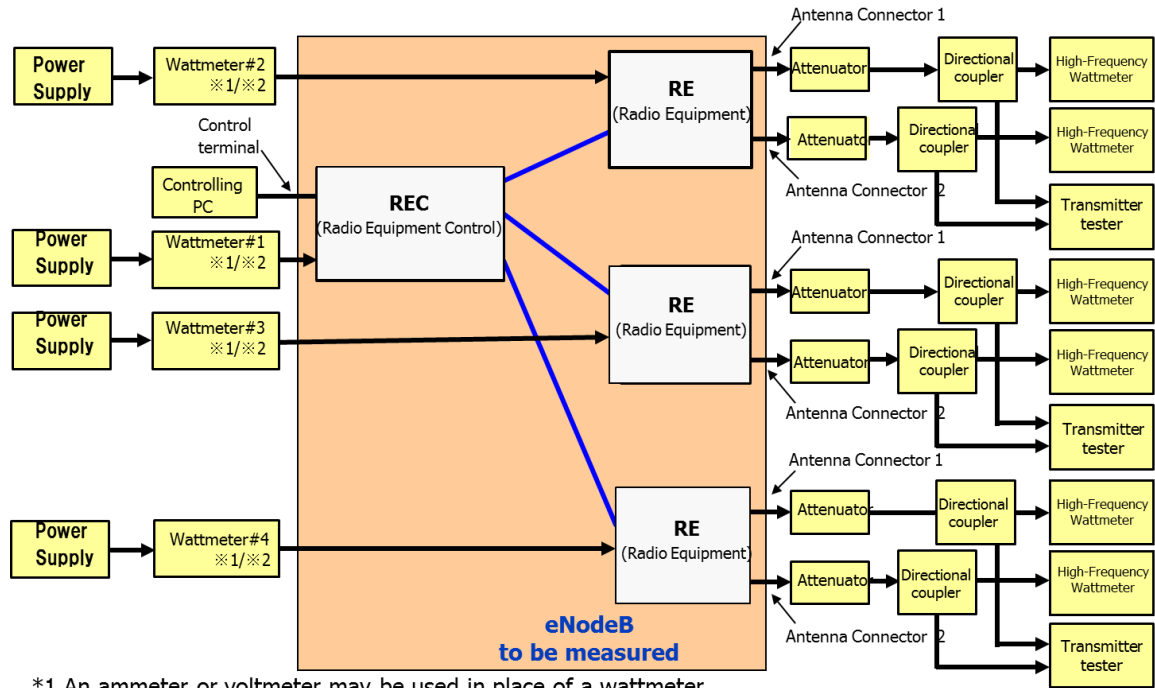 Antenna Connector 1
Power
Supply
Wattmeter#2
※1/※2
RE
(Radio Equipment)
Attenuator
Directional
coupler
High-Frequency
Wattmeter
Control
terminal
Attenuator
Directional
coupler
High-Frequency
Wattmeter
Controlling
PC
REC
(Radio Equipment Control)
Antenna Connector 2
Transmitter
tester
Power
Supply
Wattmeter#1
※1/※2
Antenna Connector 1
RE
(Radio Equipment)
Attenuator
Directional
coupler
High-Frequency
Wattmeter
Power
Supply
Wattmeter#3
※1/※2
Attenuator
Directional
coupler
High-Frequency
Wattmeter
Antenna Connector 2
Transmitter
tester
Antenna Connector 1
RE
(Radio Equipment)
Attenuator
Directional
coupler
High-Frequency
Wattmeter
Power
Supply
Wattmeter#4
※1/※2
Attenuator
Directional
coupler
High-Frequency
Wattmeter
Antenna Connector 2
Transmitter
tester
eNodeB
to be measured
*1 An ammeter or voltmeter may be used in place of a wattmeter